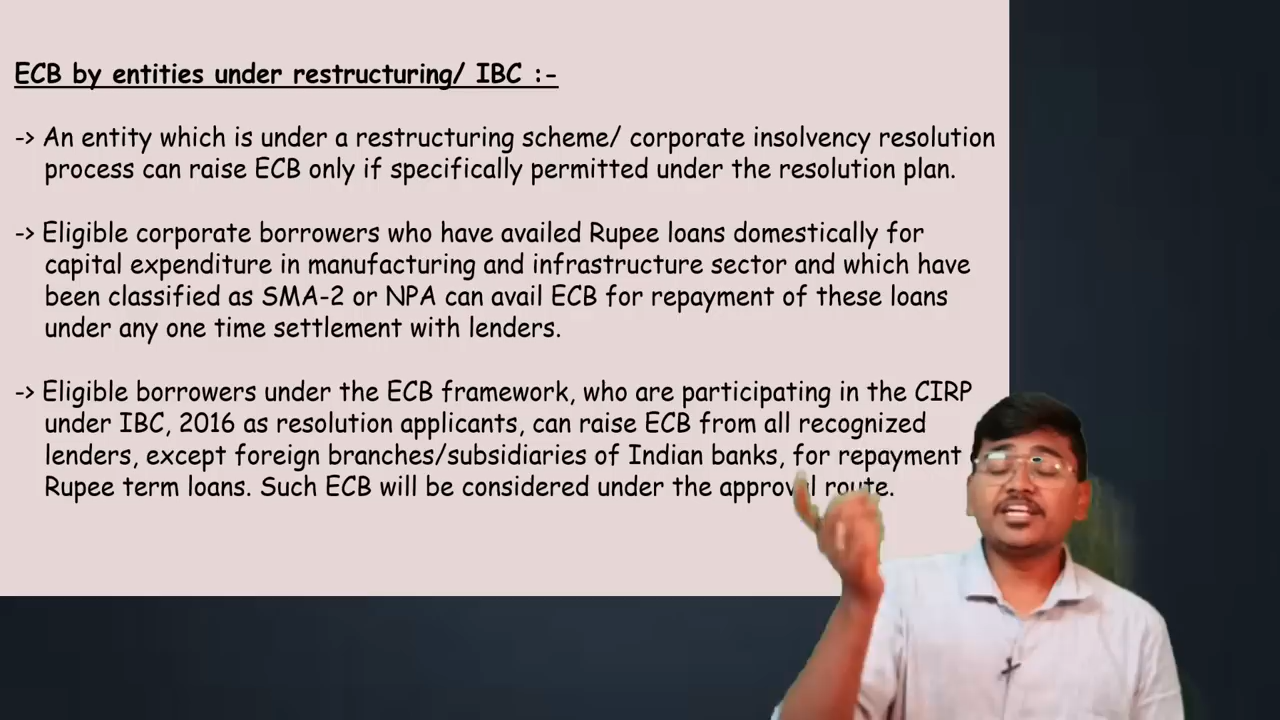 ECB by entities under restructuring/ IBC :-
-> An entity which is under a restructuring scheme/ corporate insolvency resolution
process can raise ECB only if specifically permitted under the resolution plan.
-> Eligible corporate borrowers who have availed Rupee loans domestically for
capital expenditure in manufacturing and infrastructure sector and which have
been classified as SMA-2 or NPA can avail ECB for repayment of these loans
under any one time settlement with lenders.
-> Eligible borrowers under the ECB framework, who are participating in the CIRP
under IBC, 2016 as resolution applicants, can raise ECB from all recognized
lenders, except foreign branches/subsidiaries of Indian banks, for repayment
Rupee term loans. Such ECB will be considered under the approval route.